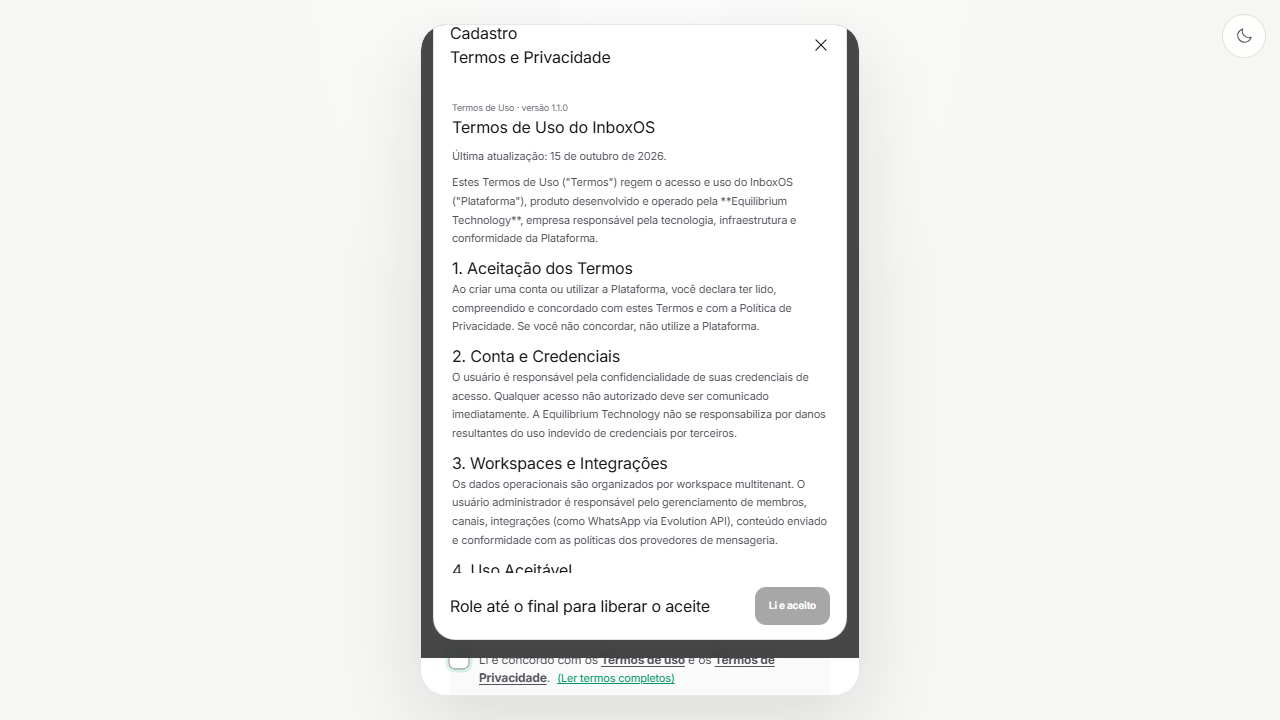 Cadastro
Termos e Privacidade
Termos de Uso · versão 1.1.0
Termos de Uso do InboxOS
Última atualização: 15 de outubro de 2026.
Estes Termos de Uso ("Termos") regem o acesso e uso do InboxOS
("Plataforma"), produto desenvolvido e operado pela **Equilibrium
Technology**, empresa responsável pela tecnologia, infraestrutura e
conformidade da Plataforma.
1. Aceitação dos Termos
Ao criar uma conta ou utilizar a Plataforma, você declara ter lido,
compreendido e concordado com estes Termos e com a Política de
Privacidade. Se você não concordar, não utilize a Plataforma.
2. Conta e Credenciais
O usuário é responsável pela confidencialidade de suas credenciais de
acesso. Qualquer acesso não autorizado deve ser comunicado
imediatamente. A Equilibrium Technology não se responsabiliza por danos
resultantes do uso indevido de credenciais por terceiros.
3. Workspaces e Integrações
Os dados operacionais são organizados por workspace multitenant. O
usuário administrador é responsável pelo gerenciamento de membros,
canais, integrações (como WhatsApp via Evolution API), conteúdo enviado
e conformidade com as políticas dos provedores de mensageria.
4. Uso Aceitável
Role até o final para liberar o aceite
Li e aceito
Li e concordo com os Termos de uso e os Termos de
Privacidade. (Ler termos completos)